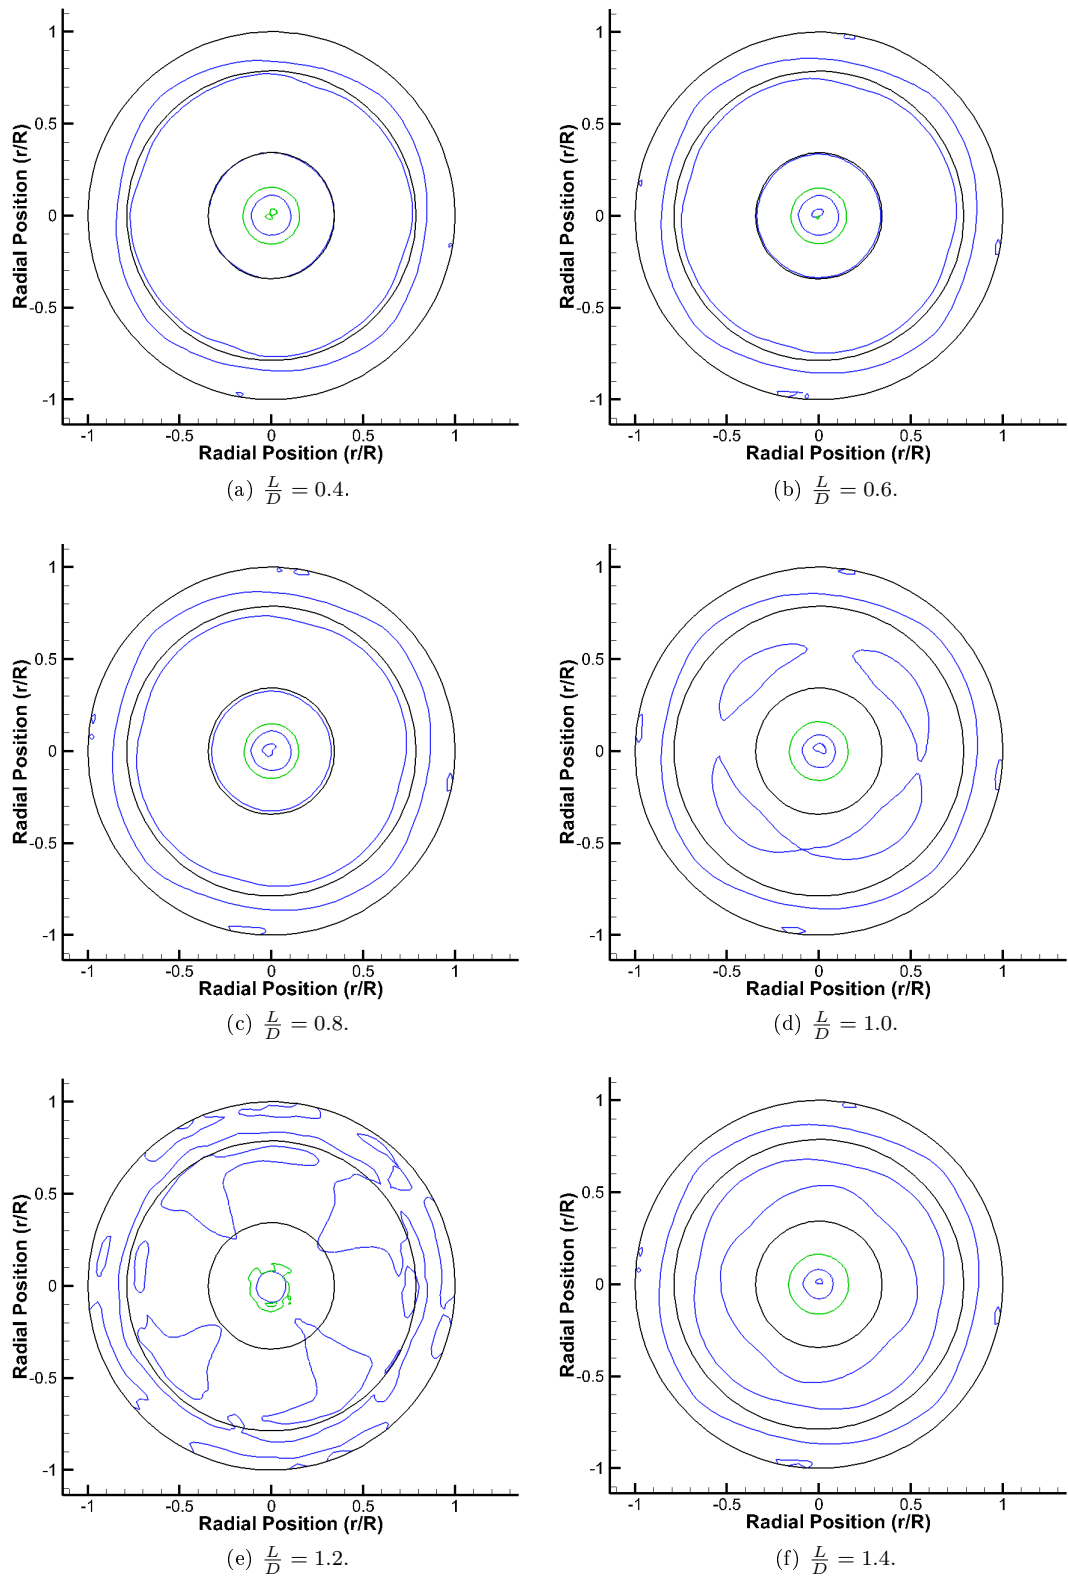 1
0.5
0
-0.5
-1
Radial Position (r/R)
-1 -0.5 0 0.5 1
Radial Position (r/R)
(a) L/D = 0.4.
1
0.5
0
-0.5
-1
Radial Position (r/R)
-1 -0.5 0 0.5 1
Radial Position (r/R)
(b) L/D = 0.6.
1
0.5
0
-0.5
-1
Radial Position (r/R)
-1 -0.5 0 0.5 1
Radial Position (r/R)
(c) L/D = 0.8.
1
0.5
0
-0.5
-1
Radial Position (r/R)
-1 -0.5 0 0.5 1
Radial Position (r/R)
(d) L/D = 1.0.
1
0.5
0
-0.5
-1
Radial Position (r/R)
-1 -0.5 0 0.5 1
Radial Position (r/R)
(e) L/D = 1.2.
1
0.5
0
-0.5
-1
Radial Position (r/R)
-1 -0.5 0 0.5 1
Radial Position (r/R)
(f) L/D = 1.4.